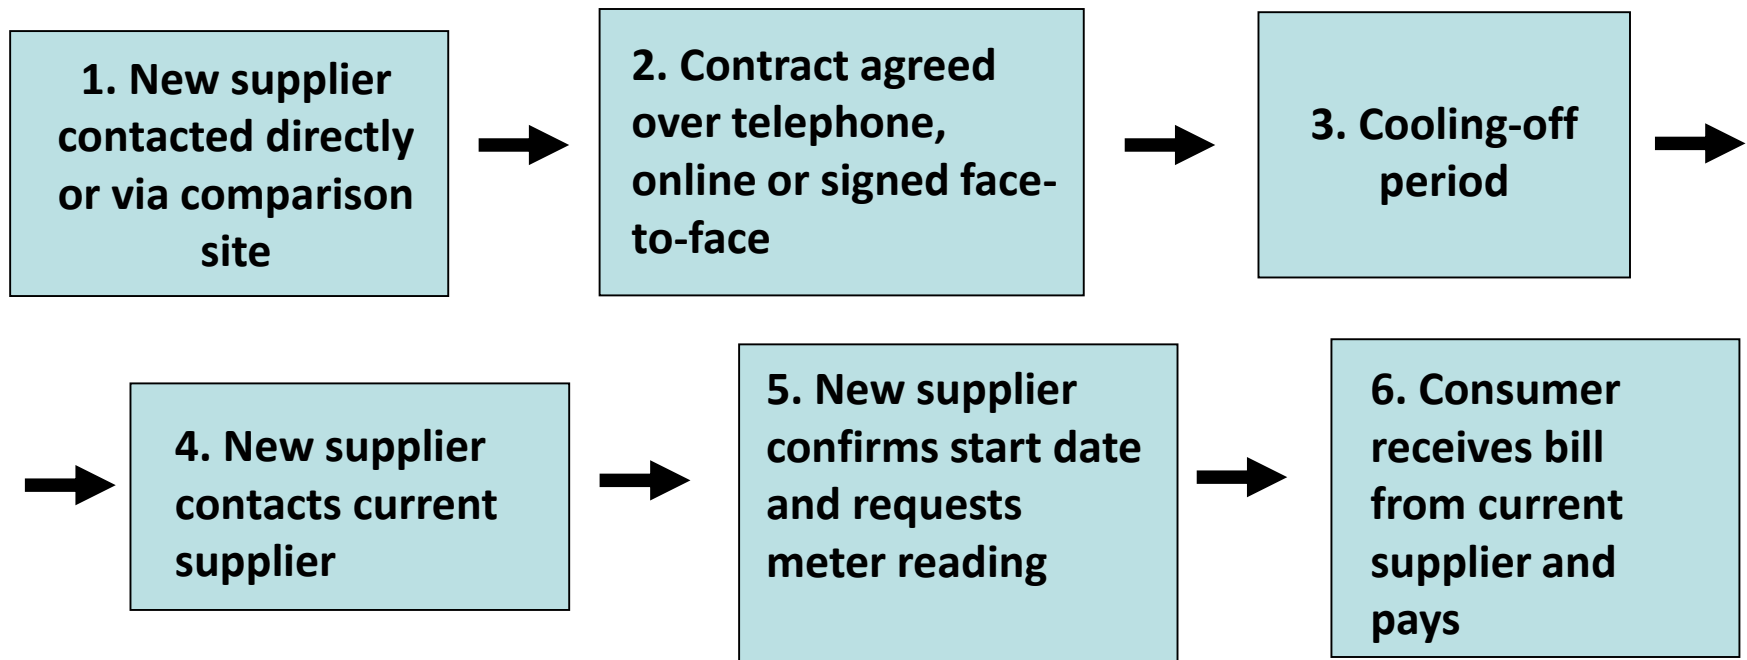 1. New supplier
contacted directly
or via comparison
site
2. Contract agreed
over telephone,
online or signed face-
to-face
3. Cooling-off
period
4. New supplier
contacts current
supplier
5. New supplier
confirms start date
and requests
meter reading
6. Consumer
receives bill
from current
supplier and
pays